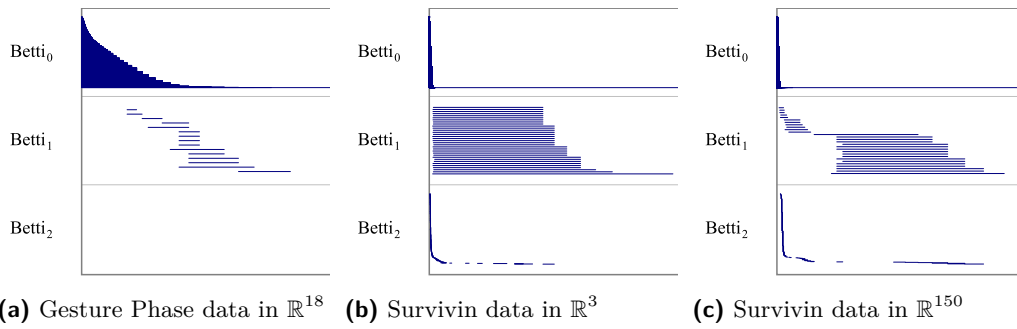 Betti₀ Betti₀ Betti₀
Betti₁ Betti₁ Betti₁
Betti₂ Betti₂ Betti₂
(a) Gesture Phase data in ℝ¹⁸ (b) Survivin data in ℝ³ (c) Survivin data in ℝ¹⁵⁰